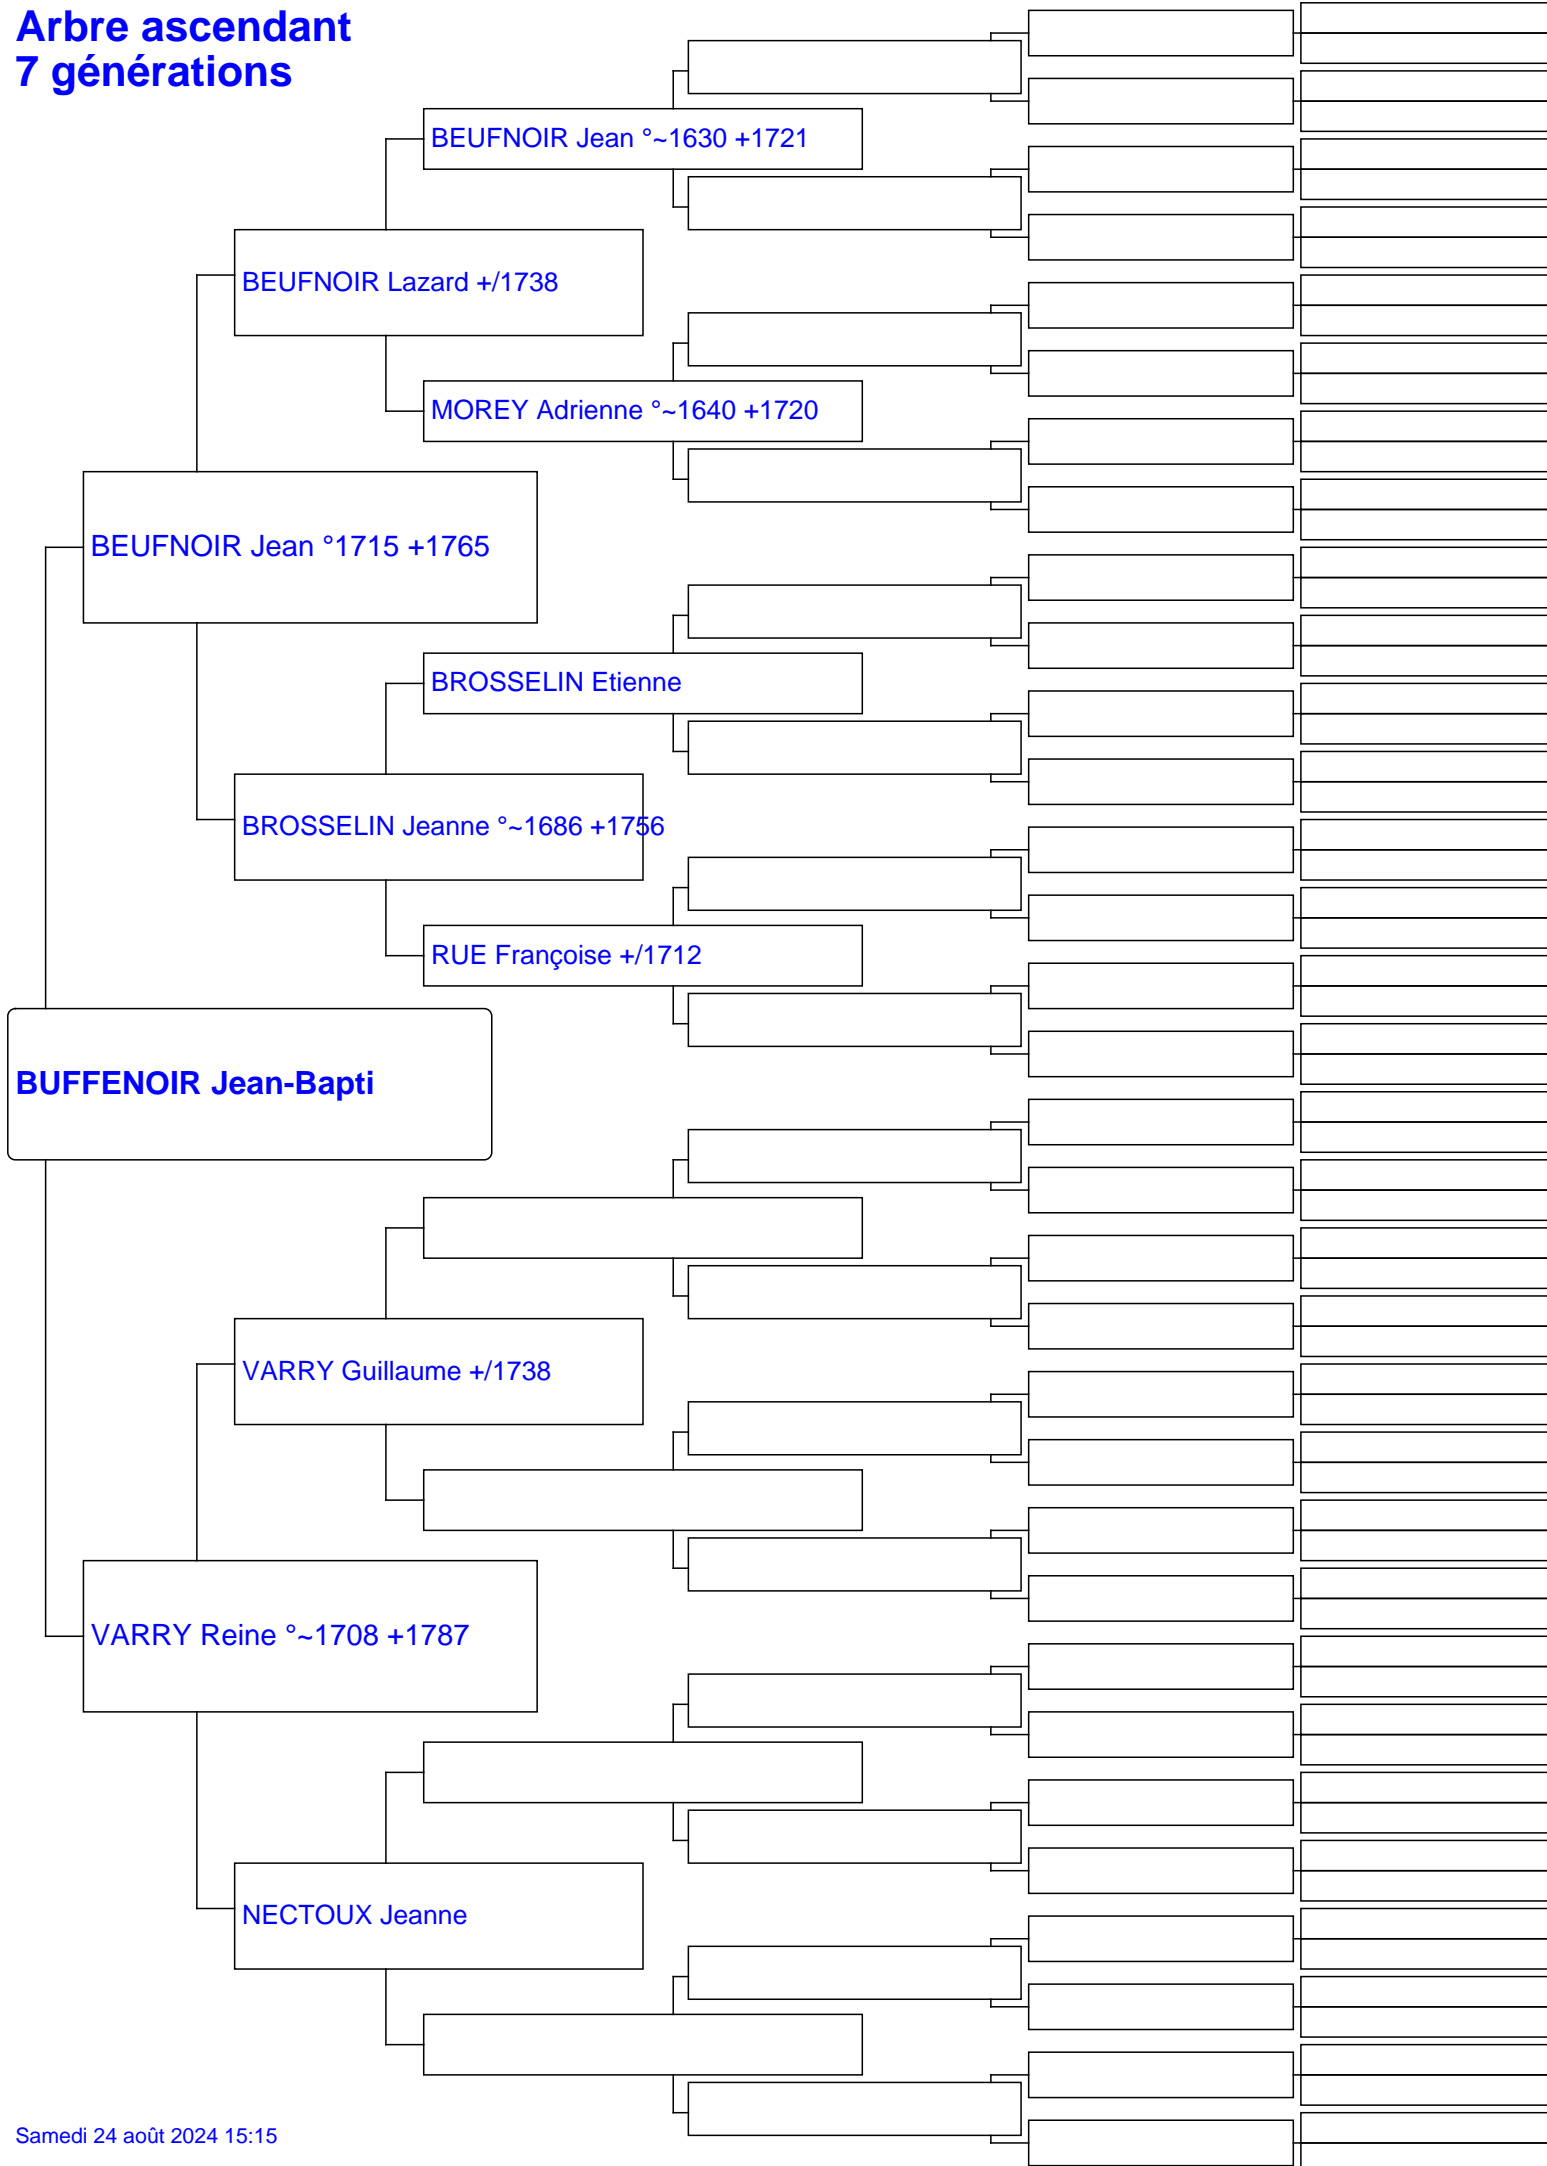 Arbre ascendant
7 générations
BEUFNOIR Jean °~1630 +1721
BEUFNOIR Lazard +/1738
MOREY Adrienne °~1640 +1720
BEUFNOIR Jean °1715 +1765
BROSSELIN Etienne
BROSSELIN Jeanne °~1686 +1756
RUE Françoise +/1712
BUFFENOIR Jean-Bapti
VARRY Guillaume +/1738
VARRY Reine °~1708 +1787
NECTOUX Jeanne
Samedi 24 août 2024 15:15